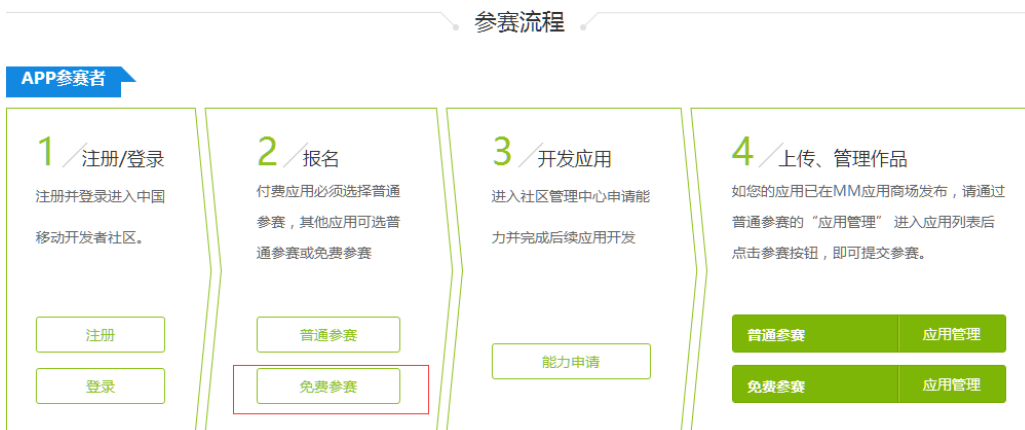 参赛流程
APP参赛者
1 注册/登录
注册并登录进入中国
移动开发者社区。
注册
登录
2 报名
付费应用必须选择普通
参赛，其他应用可选普
通参赛或免费参赛
普通参赛
免费参赛
3 开发应用
进入社区管理中心申请能
力并完成后续应用开发
能力申请
4 上传、管理作品
如您的应用已在MM应用商场发布，请通过
普通参赛的“应用管理” 进入应用列表后
点击参赛按钮，即可提交参赛。
普通参赛 应用管理
免费参赛 应用管理